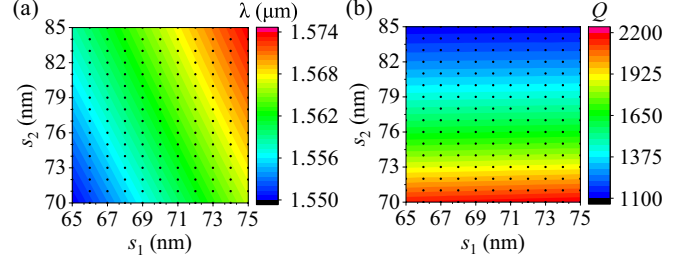 (a)
λ (μm)
85
82
79
76
73
70
s₂ (nm)
65 67 69 71 73 75
s₁ (nm)
1.574
1.568
1.562
1.556
1.550
(b)
Q
85
82
79
76
73
70
s₂ (nm)
65 67 69 71 73 75
s₁ (nm)
2200
1925
1650
1375
1100